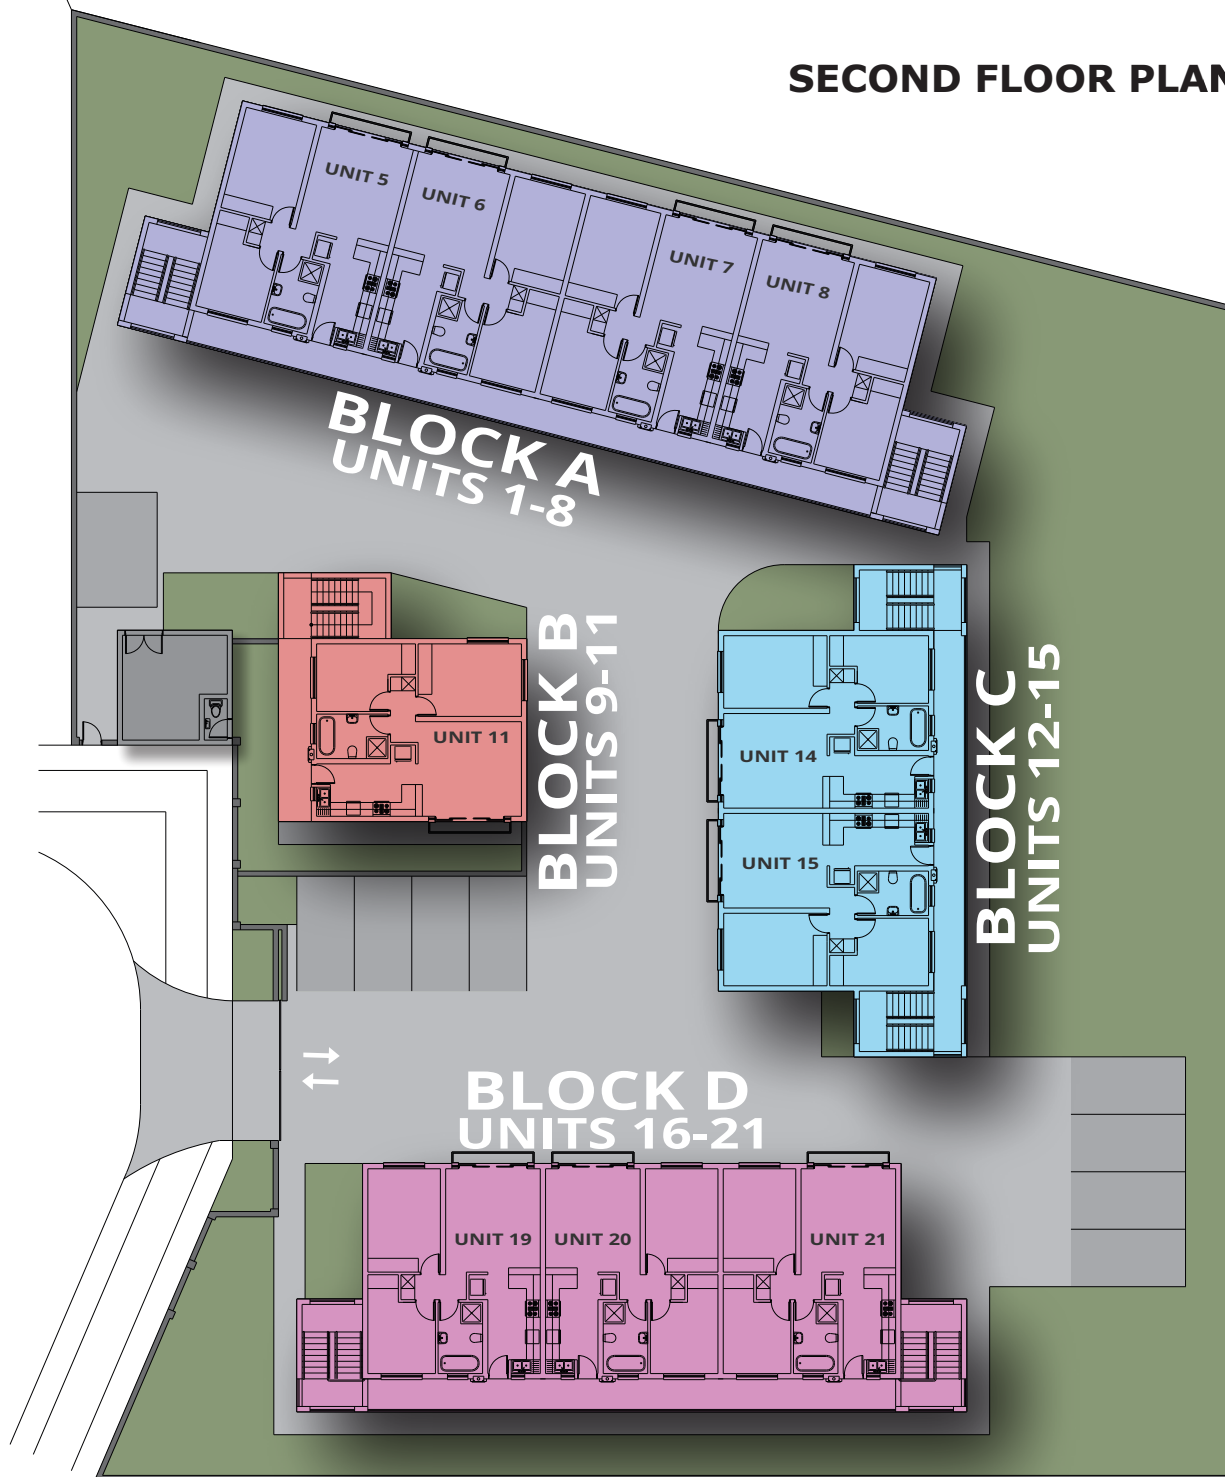 SECOND FLOOR PLAN
UNIT 5
UNIT 6
UNIT 7
UNIT 8
BLOCK A
UNITS 1-8
UNIT 11
BLOCK B
UNITS 9-11
UNIT 14
UNIT 15
BLOCK C
UNITS 12-15
BLOCK D
UNITS 16-21
UNIT 19
UNIT 20
UNIT 21